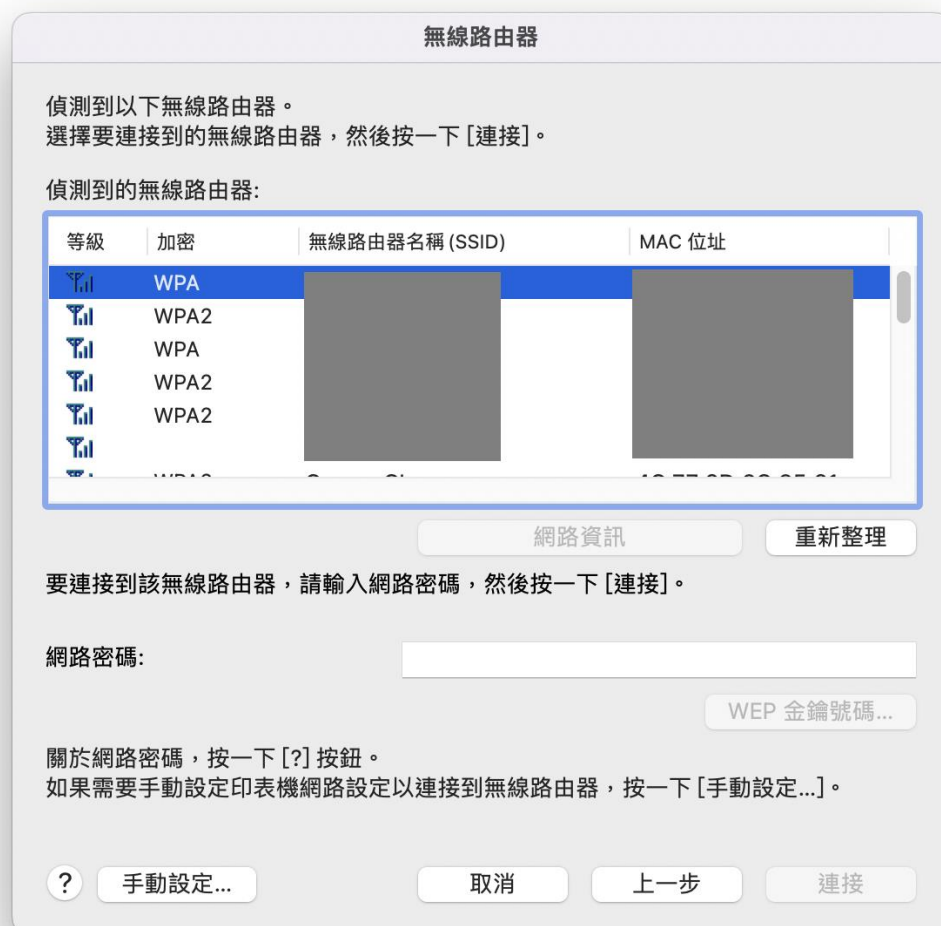 無線路由器
偵測到以下無線路由器。
選擇要連接到的無線路由器，然後按一下 [連接]。
偵測到的無線路由器:
等級 加密 無線路由器名稱 (SSID) MAC 位址
WPA
WPA2
WPA
WPA2
WPA2
網路資訊 重新整理
要連接到該無線路由器，請輸入網路密碼，然後按一下 [連接]。
網路密碼:
WEP 金鑰號碼...
關於網路密碼，按一下 [?] 按鈕。
如果需要手動設定印表機網路設定以連接到無線路由器，按一下 [手動設定...]。
? 手動設定... 取消 上一步 連接